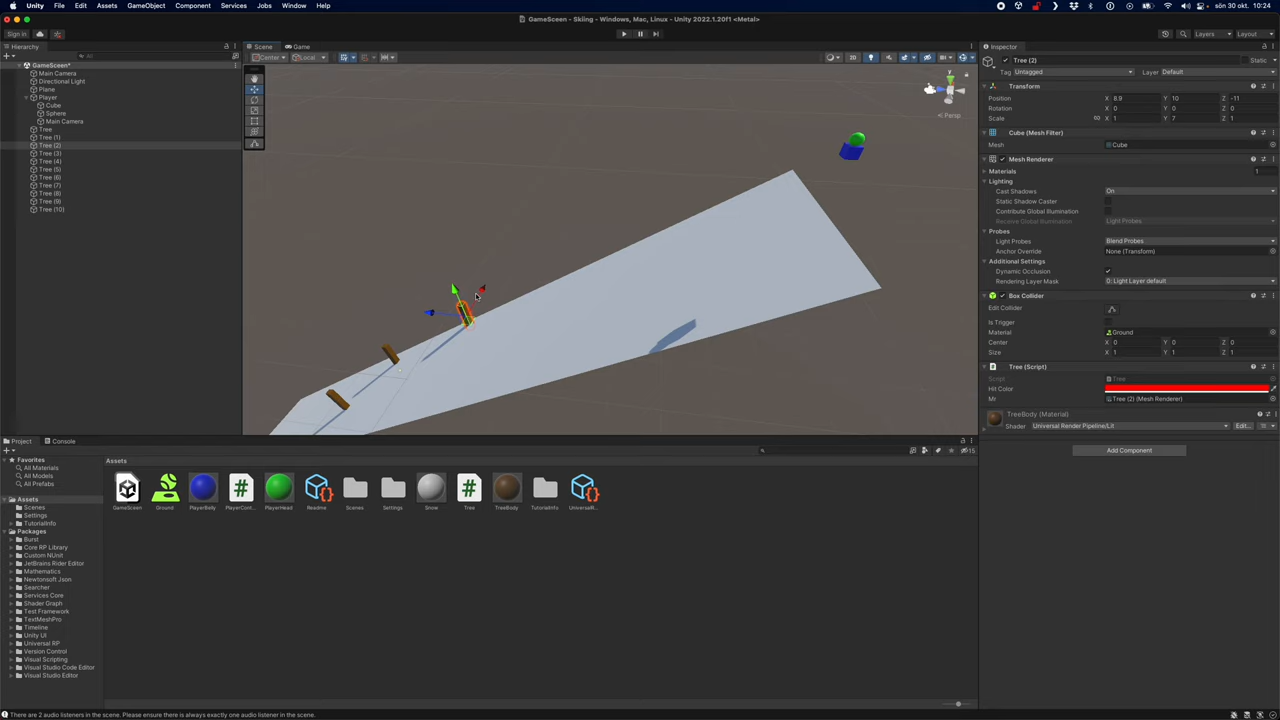 Unity File Edit Assets GameObject Component Services Jobs Window Help sön 30 okt. 10:24
GameSceen - Skiing - Windows, Mac, Linux - Unity 2022.1.20f1 <Metal>
Sign in Layers Layout
Hierarchy
All
GameSceen*
Main Camera
Directional Light
Plane
Player
Cube
Sphere
Main Camera
Tree
Tree (1)
Tree (2)
Tree (3)
Tree (4)
Tree (5)
Tree (6)
Tree (7)
Tree (8)
Tree (9)
Tree (10)
Scene Game
Center Local 2D
y
< Persp
Inspector
Tree (2) Static
Tag Untagged Layer Default
Transform
Position X 8.9 Y 10 Z -11
Rotation X 0 Y 0 Z 0
Scale X 1 Y 7 Z 1
Cube (Mesh Filter)
Mesh Cube
Mesh Renderer
Materials 1
Lighting
Cast Shadows On
Static Shadow Caster
Contribute Global Illumination
Receive Global Illumination Light Probes
Probes
Light Probes Blend Probes
Anchor Override None (Transform)
Additional Settings
Dynamic Occlusion
Rendering Layer Mask 0: Light Layer default
Box Collider
Edit Collider
Is Trigger
Material Ground
Center X 0 Y 0 Z 0
Size X 1 Y 1 Z 1
Tree (Script)
Script Tree
Hit Color
Mr Tree (2) (Mesh Renderer)
TreeBody (Material)
Shader Universal Render Pipeline/Lit Edit...
Add Component
Project Console
15
Favorites
All Materials
All Models
All Prefabs
Assets
Scenes
Settings
TutorialInfo
Packages
Burst
Core RP Library
Custom NUnit
JetBrains Rider Editor
Mathematics
Newtonsoft Json
Searcher
Services Core
Shader Graph
Test Framework
TextMeshPro
Timeline
Unity UI
Universal RP
Version Control
Visual Scripting
Visual Studio Code Editor
Visual Studio Editor
Assets
GameSceen Ground PlayerBody PlayerCont... PlayerHead Readme Scenes Settings Snow Tree TreeBody TutorialInfo UniversalR...
There are 2 audio listeners in the scene. Please ensure there is always exactly one audio listener in the scene.